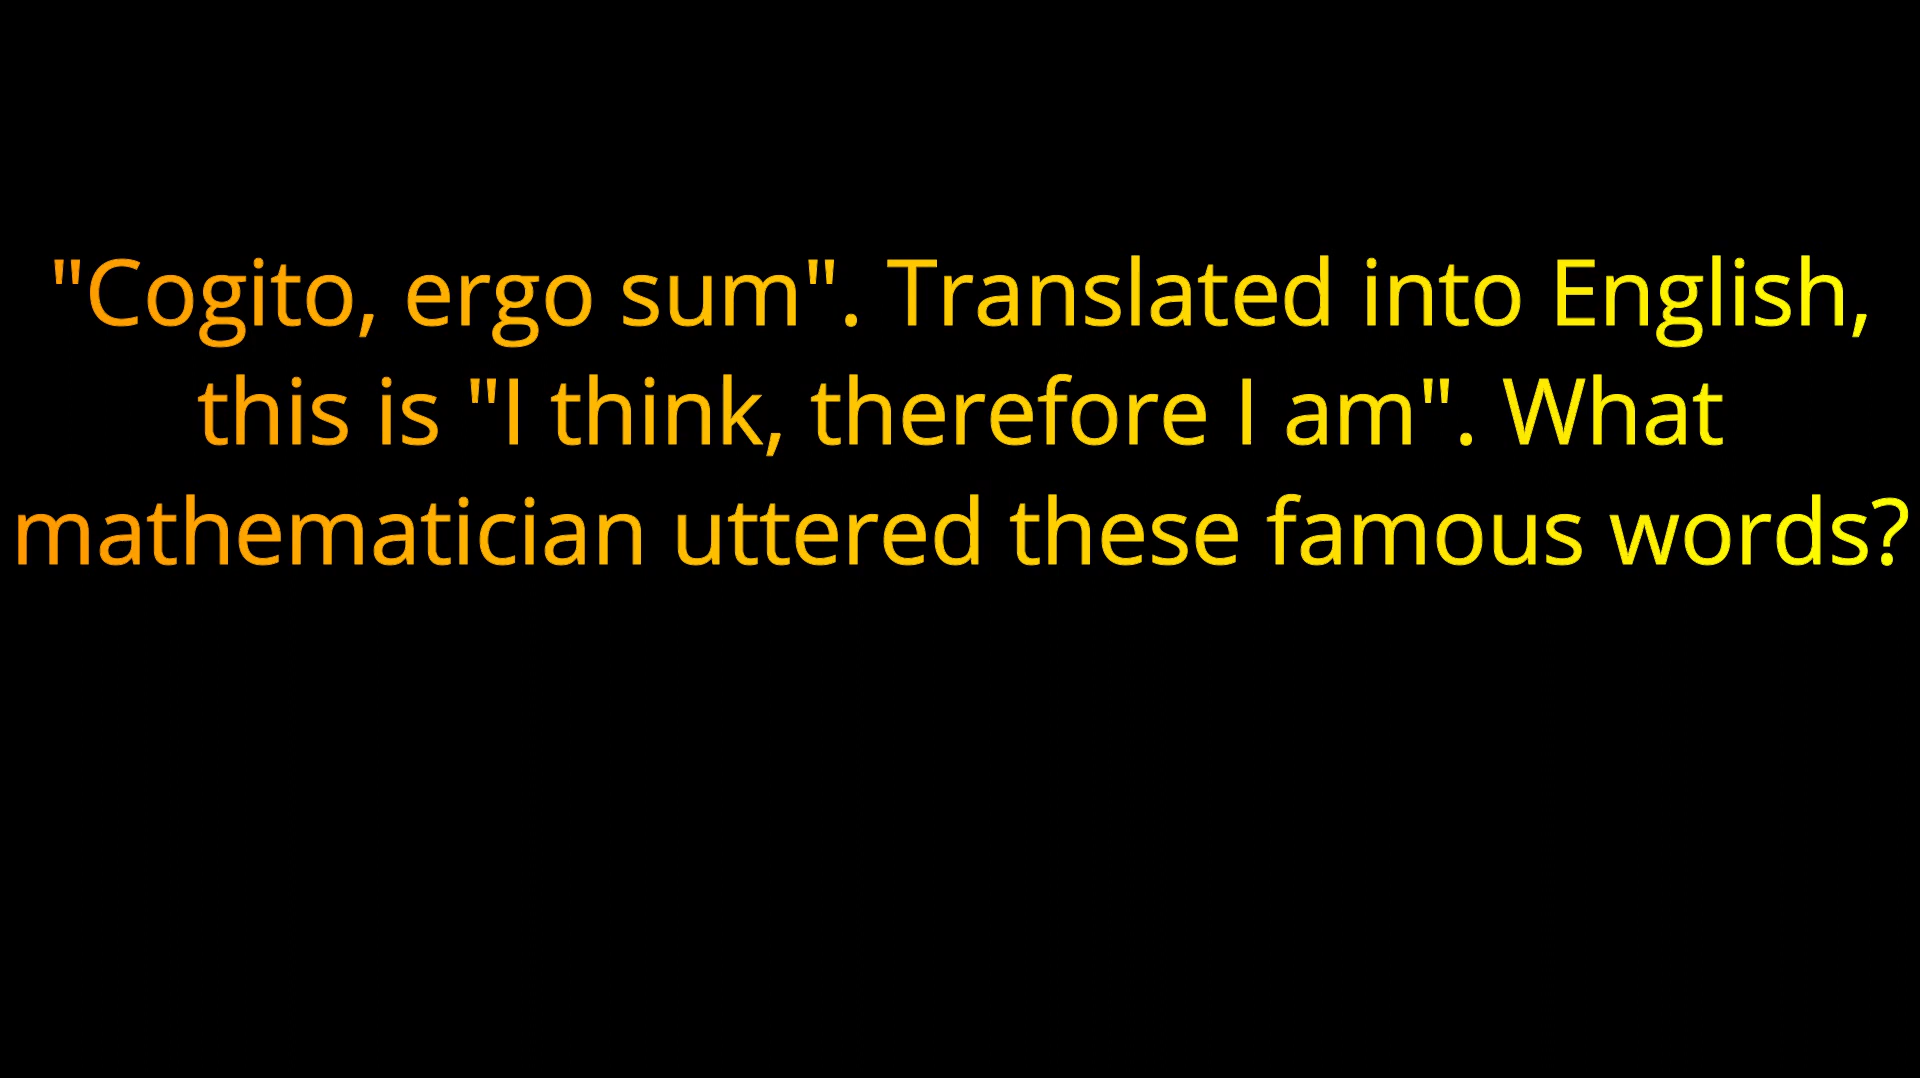 "Cogito, ergo sum". Translated into English,
this is "I think, therefore I am". What
mathematician uttered these famous words?